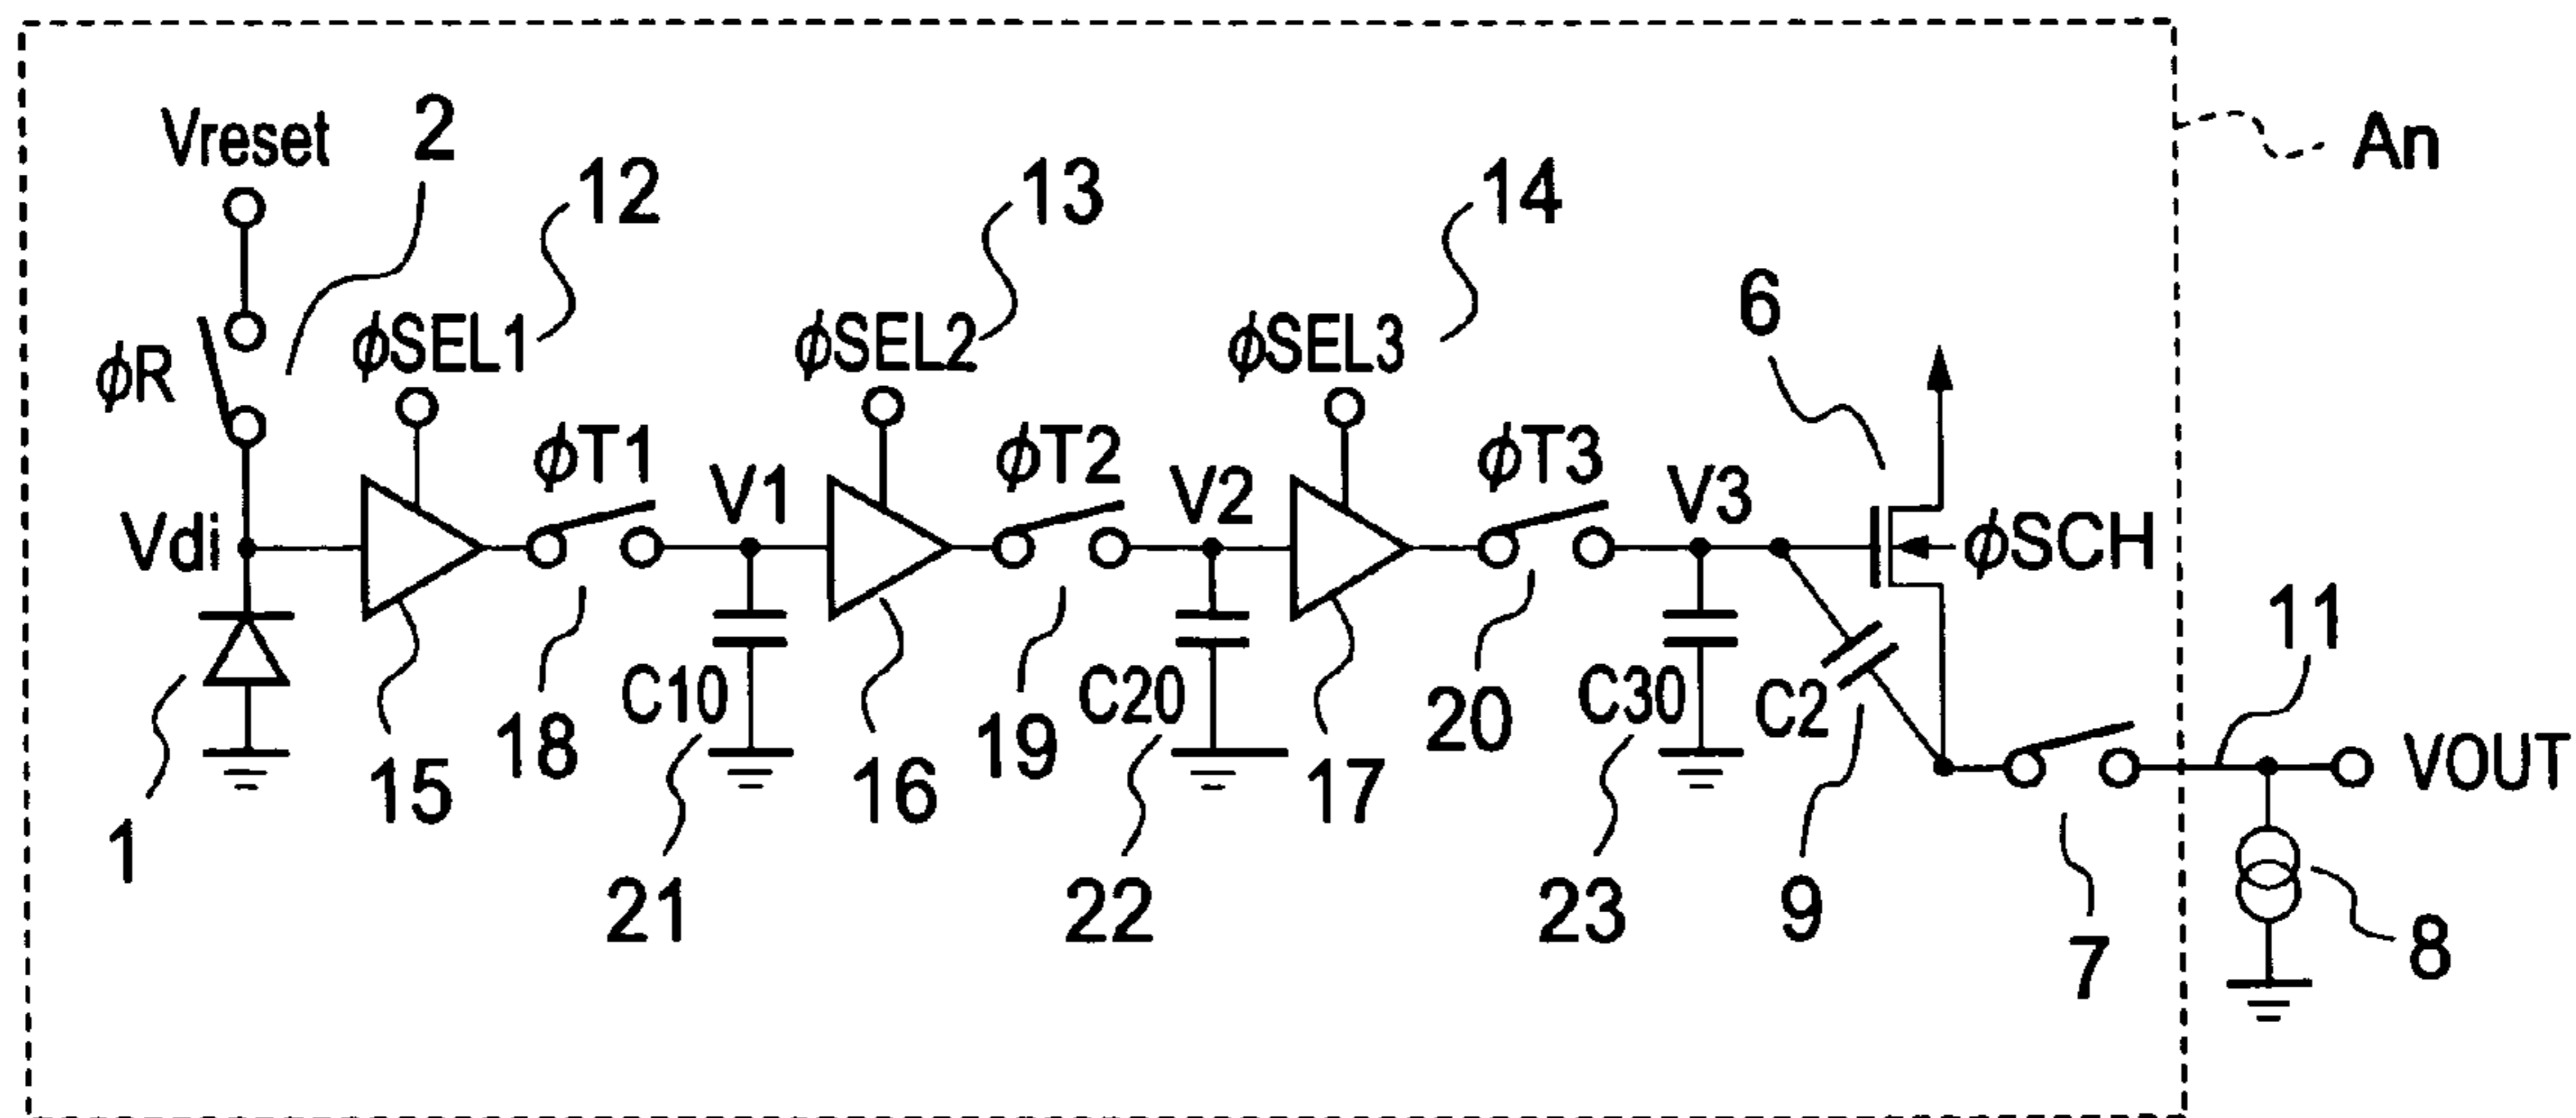 Vreset
2
12
13
14
An
6
ϕR
ϕSEL1
ϕSEL2
ϕSEL3
ϕT1
ϕT2
ϕT3
Vdi
V1
V2
V3
ϕSCH
C10
C20
C30
C2
11
VOUT
1
15
18
21
16
19
22
17
20
23
9
7
8